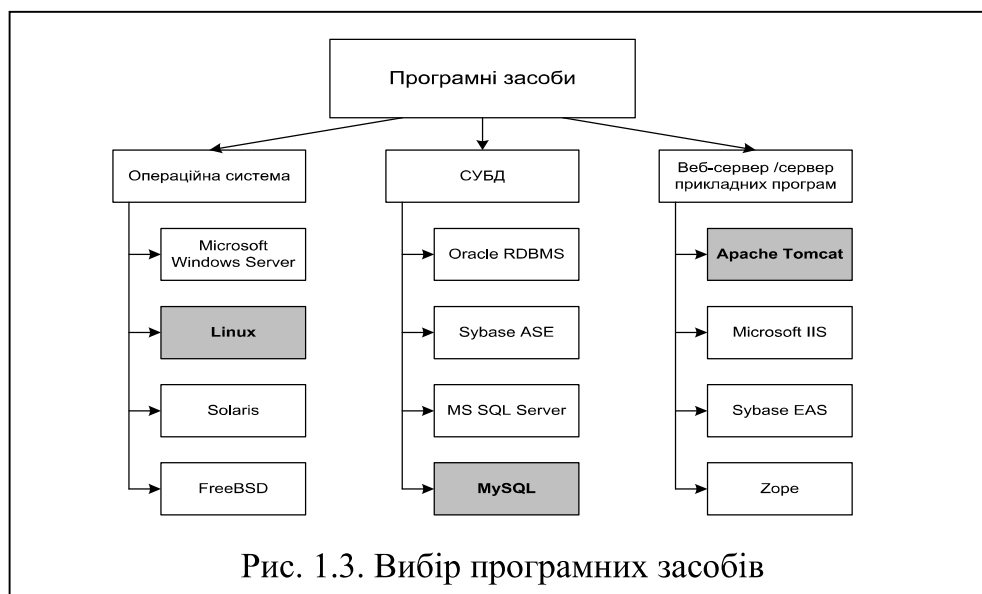 Програмні засоби
Операційна система
Microsoft
Windows Server
Linux
Solaris
FreeBSD
СУБД
Oracle RDBMS
Sybase ASE
MS SQL Server
MySQL
Веб-сервер /сервер
прикладних програм
Apache Tomcat
Microsoft IIS
Sybase EAS
Zope
Рис. 1.3. Вибір програмних засобів